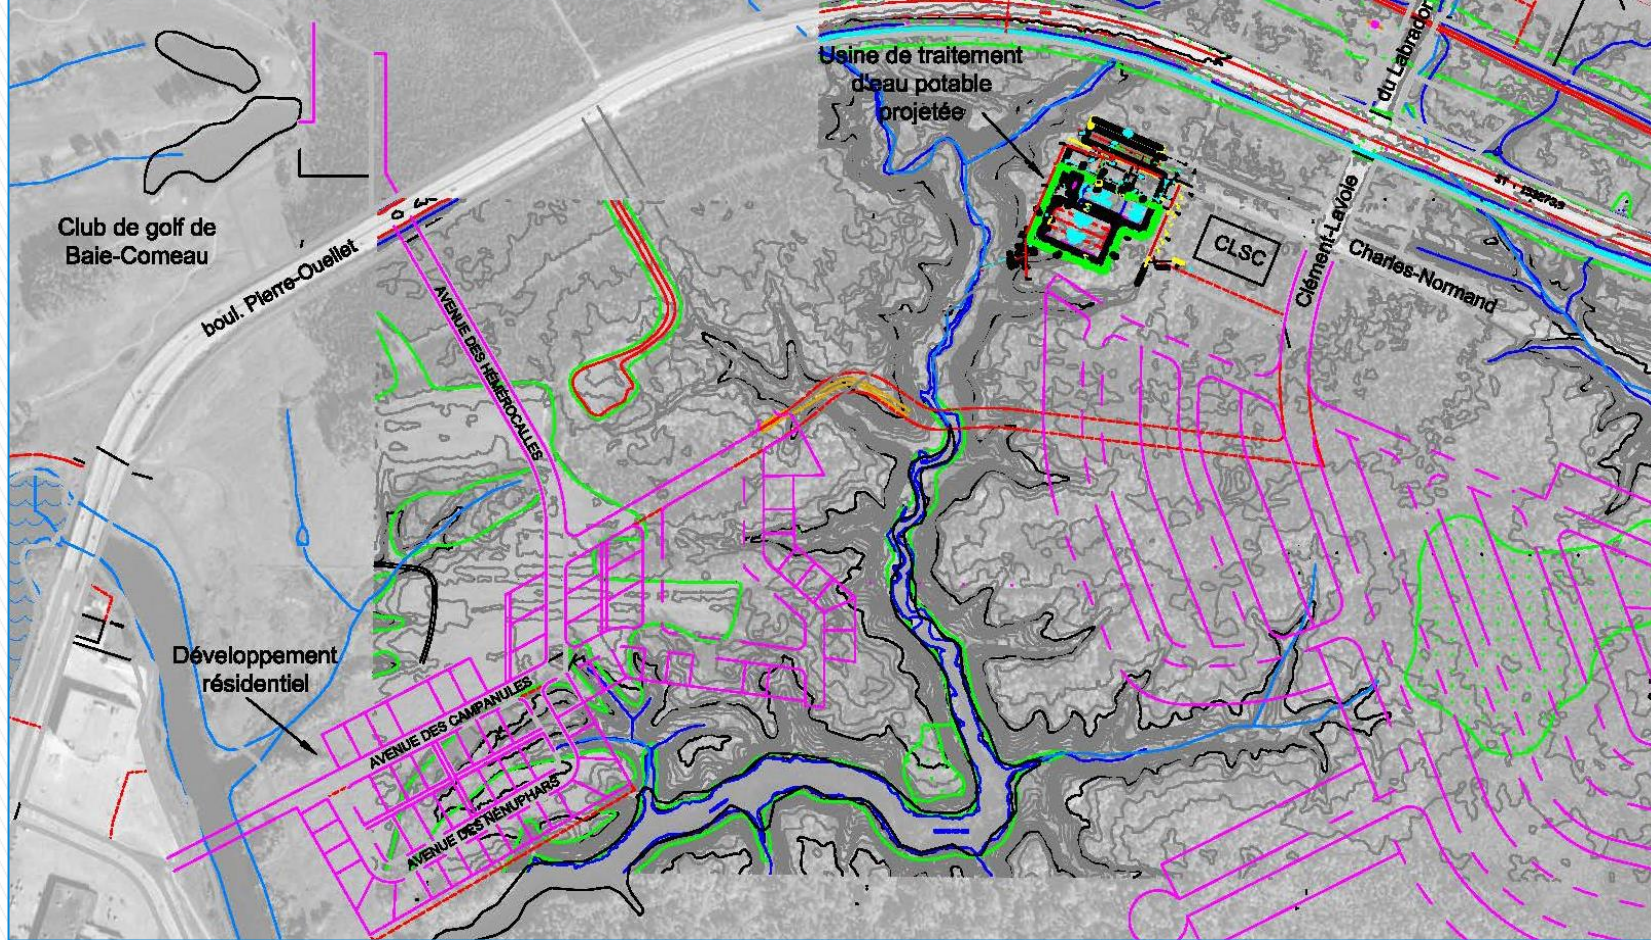 Usine de traitement
d'eau potable
projetée
du Labrador
Club de golf de
Baie-Comeau
boul. Pierre-Ouellet
AVENUE DES HÉMÉROCALLES
CLSC
Clément-Lavoie
Charles-Normand
Développement
résidentiel
AVENUE DES CAMPANULES
AVENUE DES NÉNUPHARS